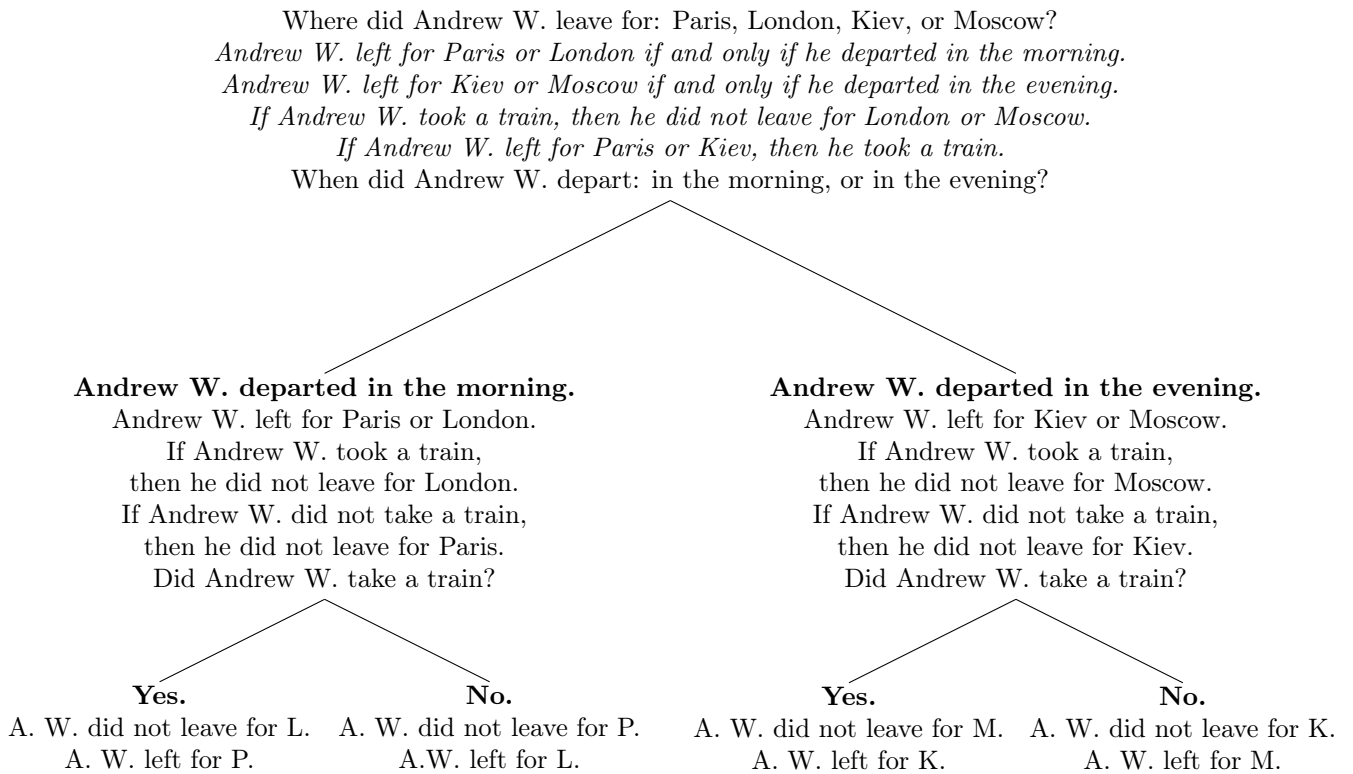 Where did Andrew W. leave for: Paris, London, Kiev, or Moscow?
Andrew W. left for Paris or London if and only if he departed in the morning.
Andrew W. left for Kiev or Moscow if and only if he departed in the evening.
If Andrew W. took a train, then he did not leave for London or Moscow.
If Andrew W. left for Paris or Kiev, then he took a train.
When did Andrew W. depart: in the morning, or in the evening?
Andrew W. departed in the morning.
Andrew W. left for Paris or London.
If Andrew W. took a train,
then he did not leave for London.
If Andrew W. did not take a train,
then he did not leave for Paris.
Did Andrew W. take a train?
Andrew W. departed in the evening.
Andrew W. left for Kiev or Moscow.
If Andrew W. took a train,
then he did not leave for Moscow.
If Andrew W. did not take a train,
then he did not leave for Kiev.
Did Andrew W. take a train?
Yes.
A. W. did not leave for L.
A. W. left for P.
No.
A. W. did not leave for P.
A.W. left for L.
Yes.
A. W. did not leave for M.
A. W. left for K.
No.
A. W. did not leave for K.
A. W. left for M.